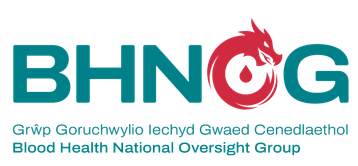 BHNOG
Grŵp Goruchwylio Iechyd Gwaed Cenedlaethol
Blood Health National Oversight Group